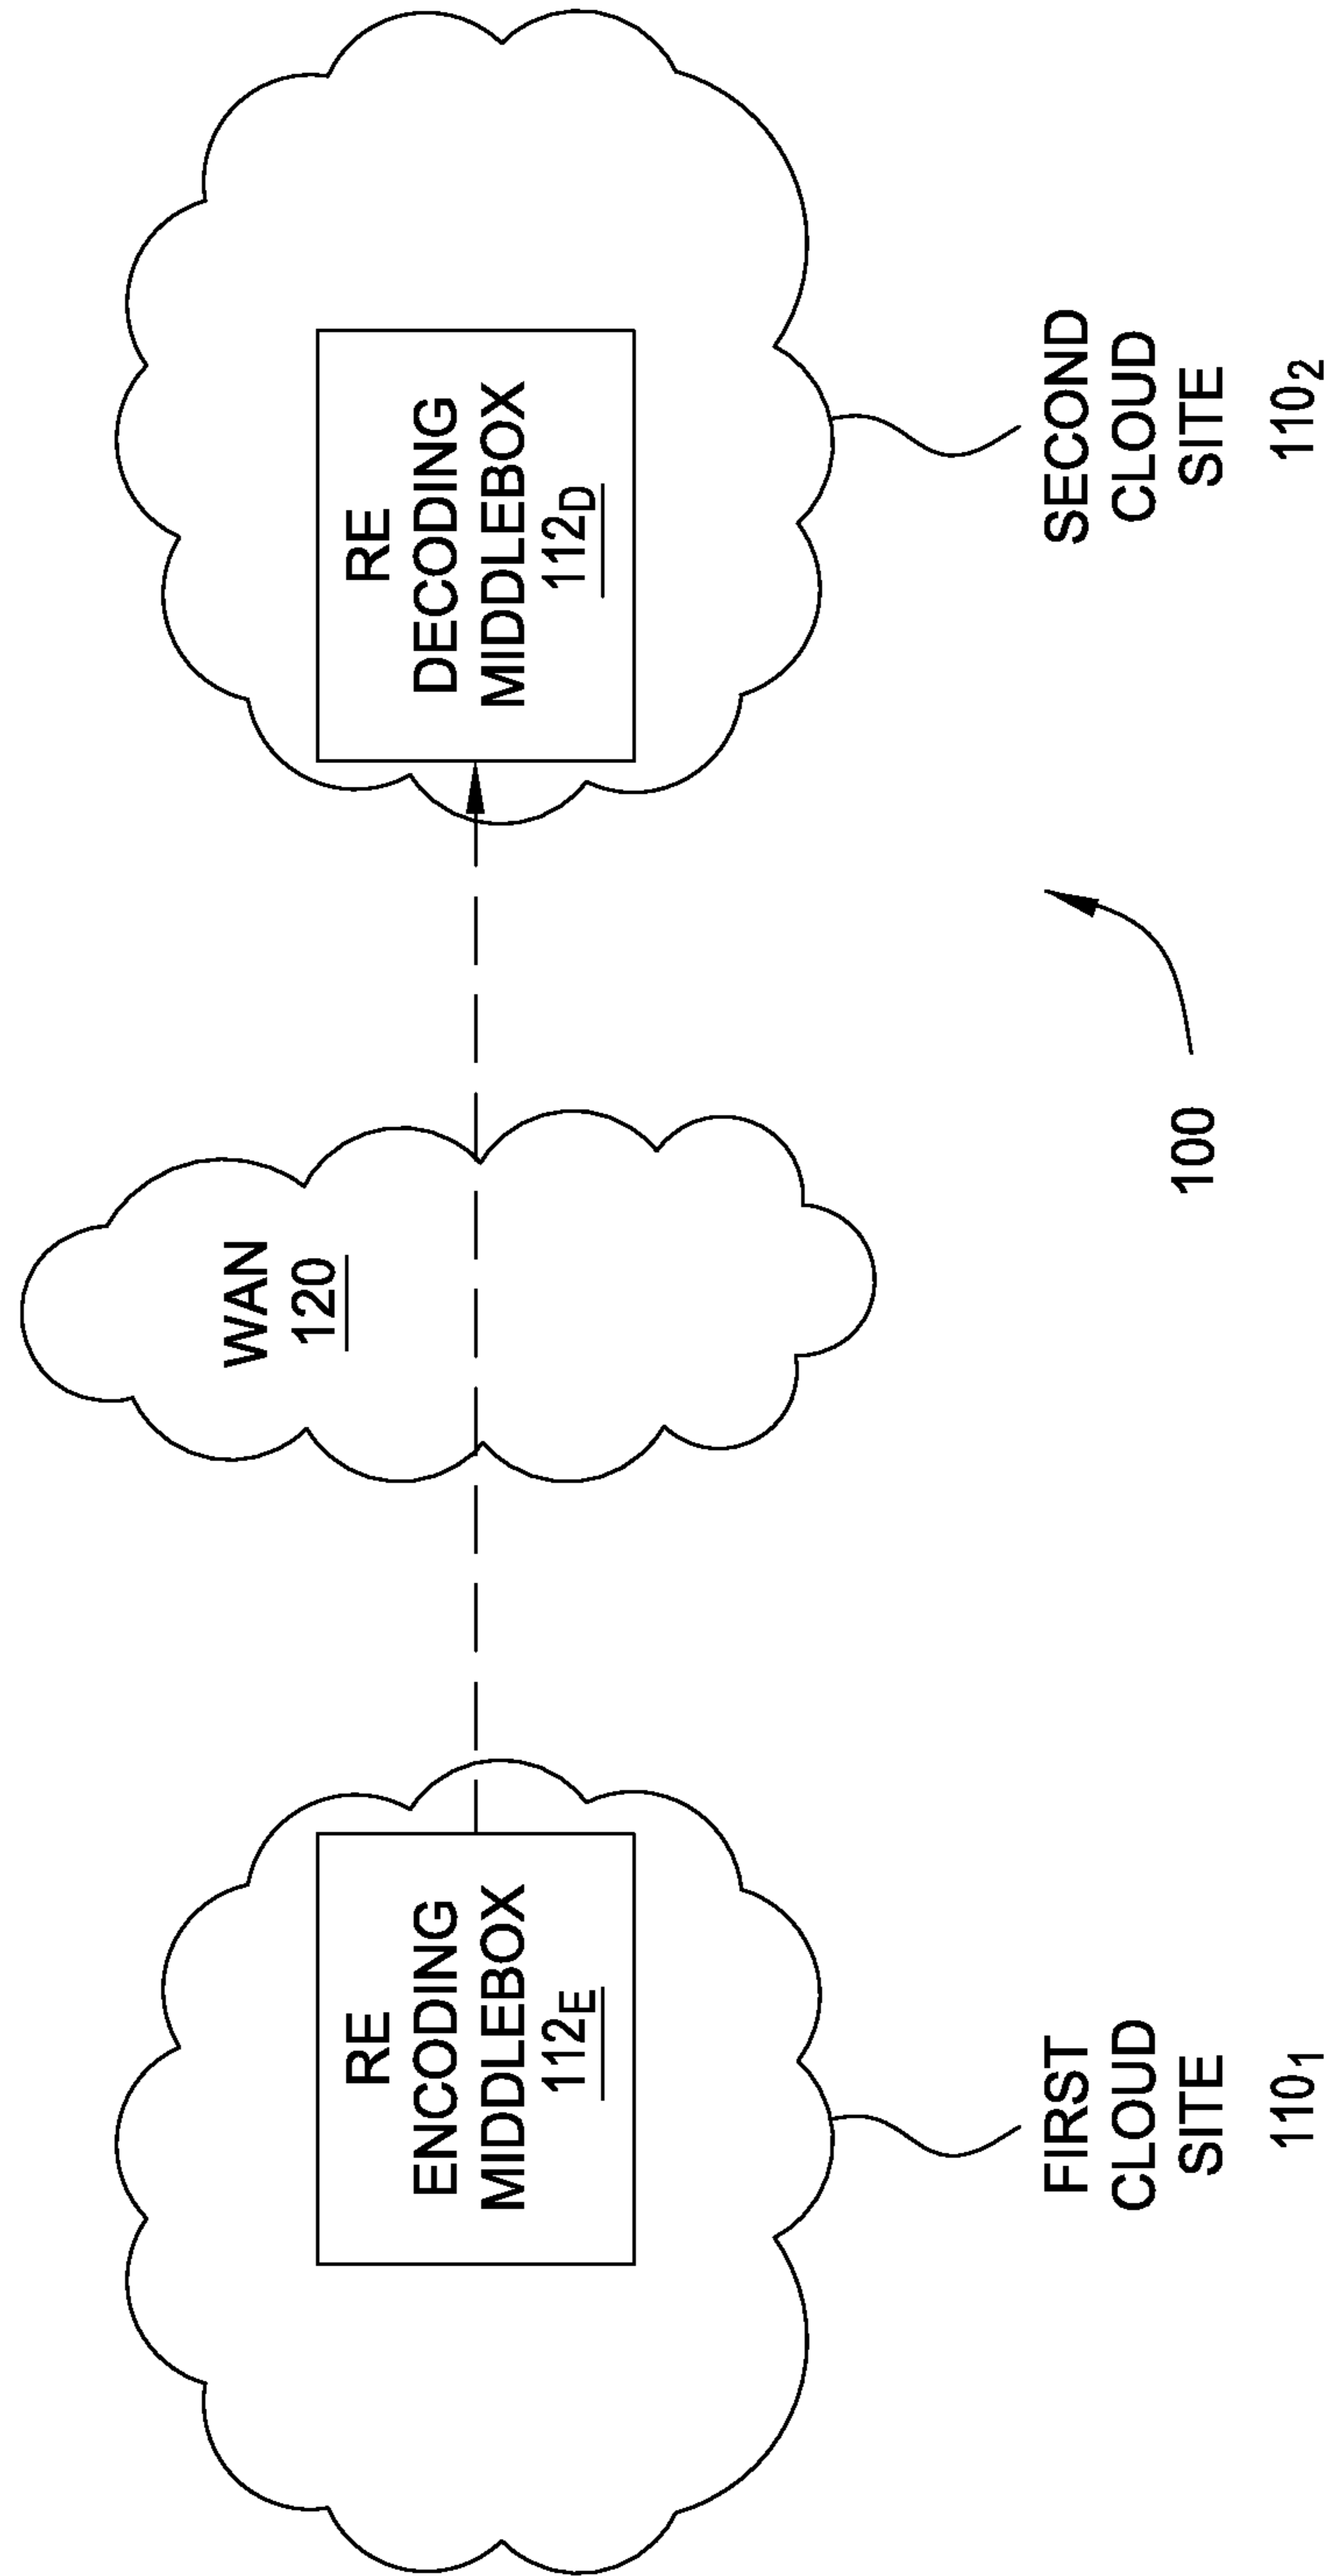 WAN
120
RE
ENCODING
MIDDLEBOX
112E
RE
DECODING
MIDDLEBOX
112D
FIRST
CLOUD
SITE
110₁
100
SECOND
CLOUD
SITE
110₂